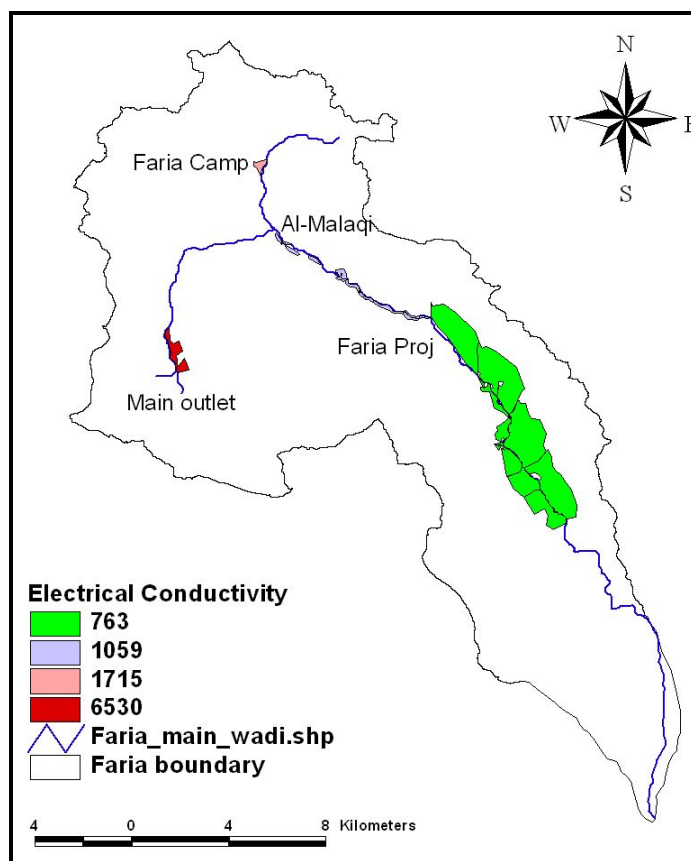 N
W
E
S
Faria Camp
Al-Malaqi
Faria Proj
Main outlet
Electrical Conductivity
763
1059
1715
6530
Faria_main_wadi.shp
Faria boundary
4 0 4 8 Kilometers